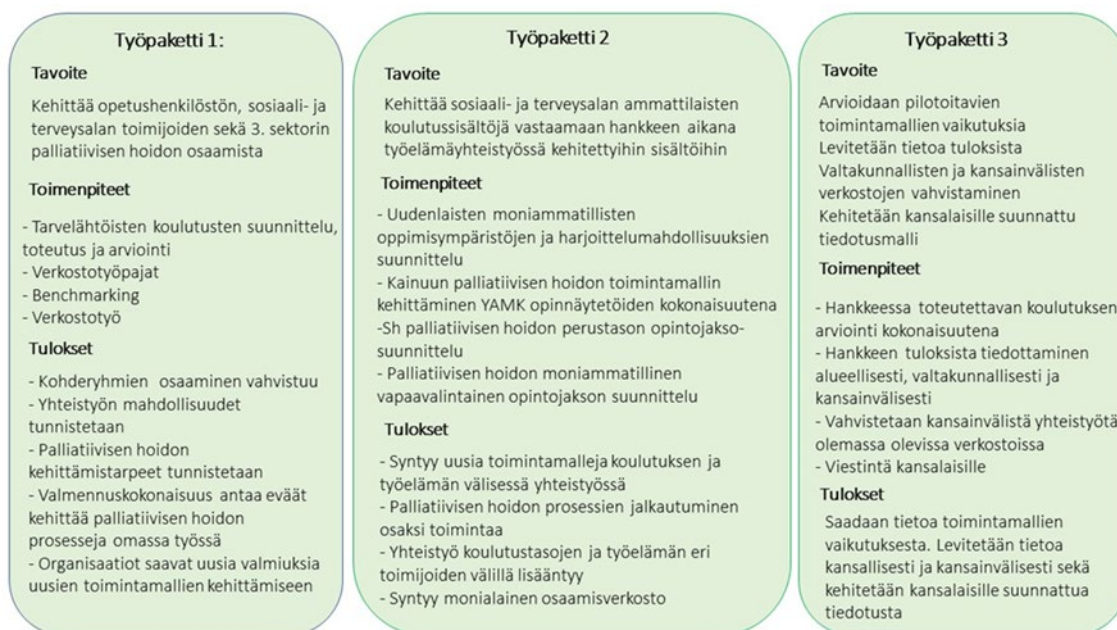 Työpaketti 1:
Tavoite
Kehittää opetushenkilöstön, sosiaali- ja
terveysalan toimijoiden sekä 3. sektorin
palliatiivisen hoidon osaamista
Toimenpiteet
- Tarvelähtöisten koulutusten suunnittelu,
toteutus ja arviointi
- Verkostotyöpajat
- Benchmarking
- Verkostotyö
Tulokset
- Kohderyhmien osaaminen vahvistuu
- Yhteistyön mahdollisuudet
tunnistetaan
- Palliatiivisen hoidon
kehittämistarpeet tunnistetaan
- Valmennuskokonaisuus antaa eväät
kehittää palliatiivisen hoidon
prosesseja omassa työssä
- Organisaatiot saavat uusia valmiuksia
uusien toimintamallien kehittämiseen
Työpaketti 2
Tavoite
Kehittää sosiaali- ja terveysalan ammattilaisten
koulutussisältöjä vastaamaan hankkeen aikana
työelämäyhteistyössä kehitettyihin sisältöihin
Toimenpiteet
- Uudenlaisten moniammatillisten
oppimisympäristöjen ja harjoittelumahdollisuuksien
suunnittelu
- Kainuun palliatiivisen hoidon toimintamallin
kehittäminen YAMK opinnäytetöiden kokonaisuutena
-Sh palliatiivisen hoidon perustason opintojakso-
suunnittelu
- Palliatiivisen hoidon moniammatillinen
vapaavalintainen opintojakson suunnittelu
Tulokset
- Syntyy uusia toimintamalleja koulutuksen ja
työelämän välisessä yhteistyössä
- Palliatiivisen hoidon prosessien jalkautuminen
osaksi toimintaa
- Yhteistyö koulutustasojen ja työelämän eri
toimijoiden välillä lisääntyy
- Syntyy monialainen osaamisverkosto
Työpaketti 3
Tavoite
Arvioidaan pilotoitavien
toimintamallien vaikutuksia
Levitetään tietoa tuloksista
Valtakunnallisten ja kansainvälisten
verkostojen vahvistaminen
Kehitetään kansalaisille suunnattu
tiedotusmalli
Toimenpiteet
- Hankkeessa toteutettavan koulutuksen
arviointi kokonaisuutena
- Hankkeen tuloksista tiedottaminen
alueellisesti, valtakunnallisesti ja
kansainvälisesti
- Vahvistetaan kansainvälistä yhteistyötä
olemassa olevissa verkostoissa
- Viestintä kansalaisille
Tulokset
Saadaan tietoa toimintamallien
vaikutuksesta. Levitetään tietoa
kansallisesti ja kansainvälisesti sekä
kehitetään kansalaisille suunnattua
tiedotusta